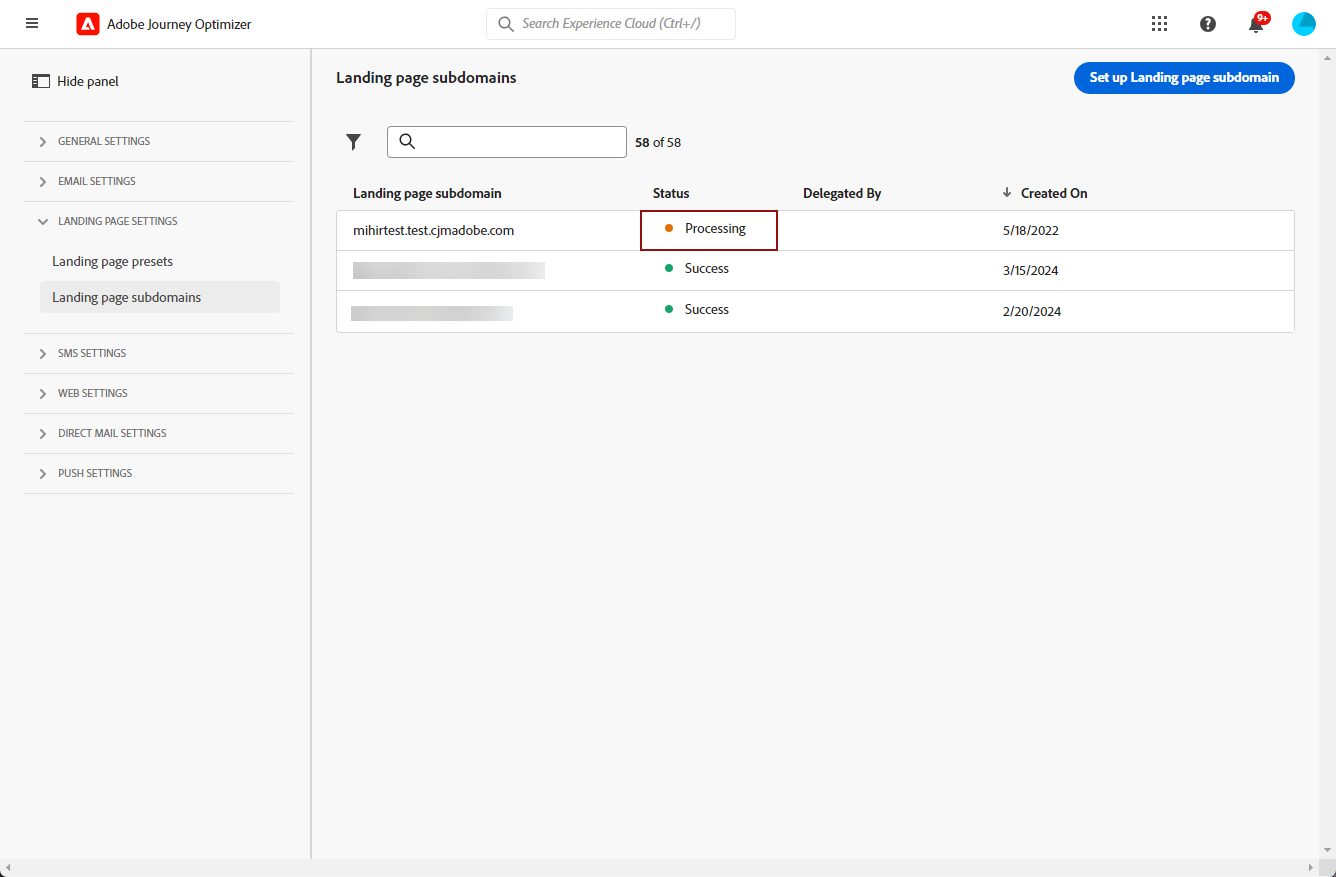 Adobe Journey Optimizer
Search Experience Cloud (Ctrl+/)
9+
Hide panel
GENERAL SETTINGS
EMAIL SETTINGS
LANDING PAGE SETTINGS
Landing page presets
Landing page subdomains
SMS SETTINGS
WEB SETTINGS
DIRECT MAIL SETTINGS
PUSH SETTINGS
Landing page subdomains
Set up Landing page subdomain
58 of 58
Landing page subdomain Status Delegated By Created On
mihirtest.test.cjmadobe.com Processing 5/18/2022
Success 3/15/2024
Success 2/20/2024